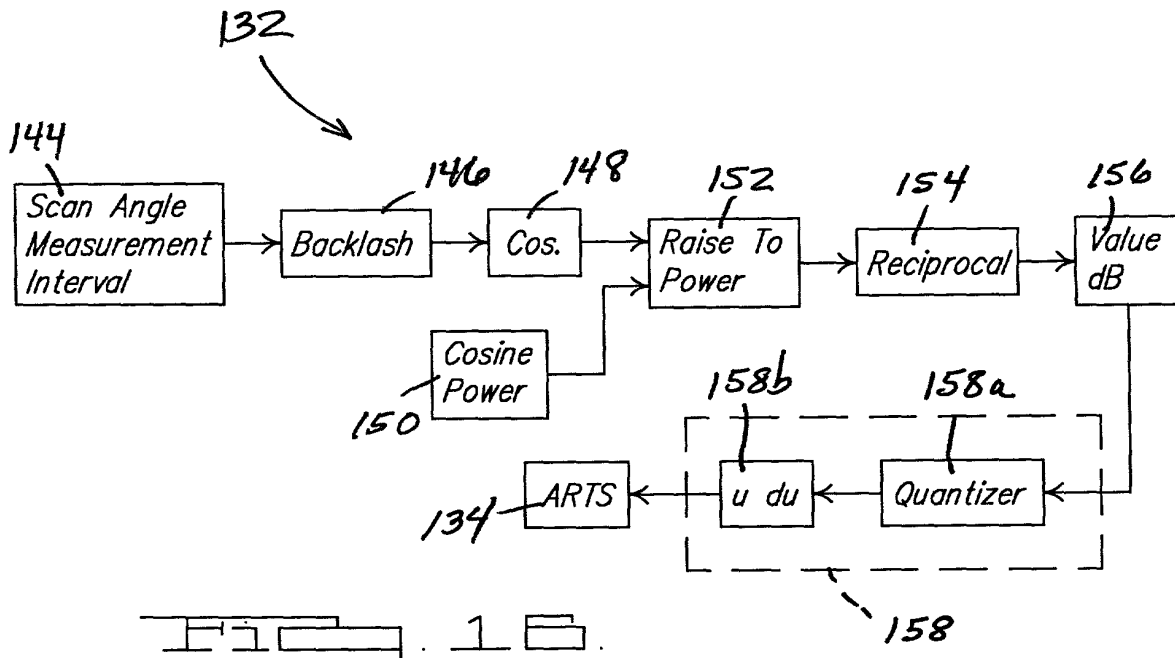 132
144
Scan Angle
Measurement
Interval
146
Backlash
148
Cos.
152
Raise To
Power
154
Reciprocal
156
Value
dB
Cosine
Power
150
158b
158a
ARTS
134
u du
Quantizer
158
FIG. 18.